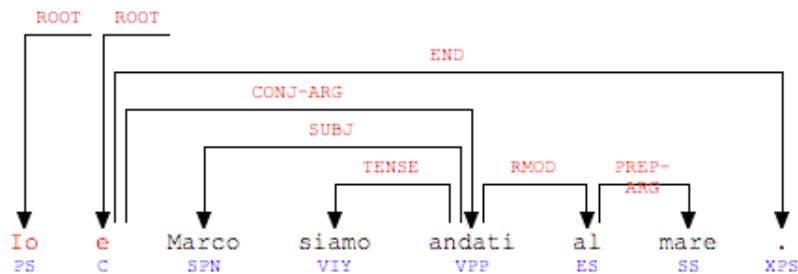 ROOT ROOT
END
CONJ-ARG
SUBJ
TENSE RMOD PREP-
ARG
Io e Marco siamo andati al mare .
PS C SPN VIY VPP ES SS XPS